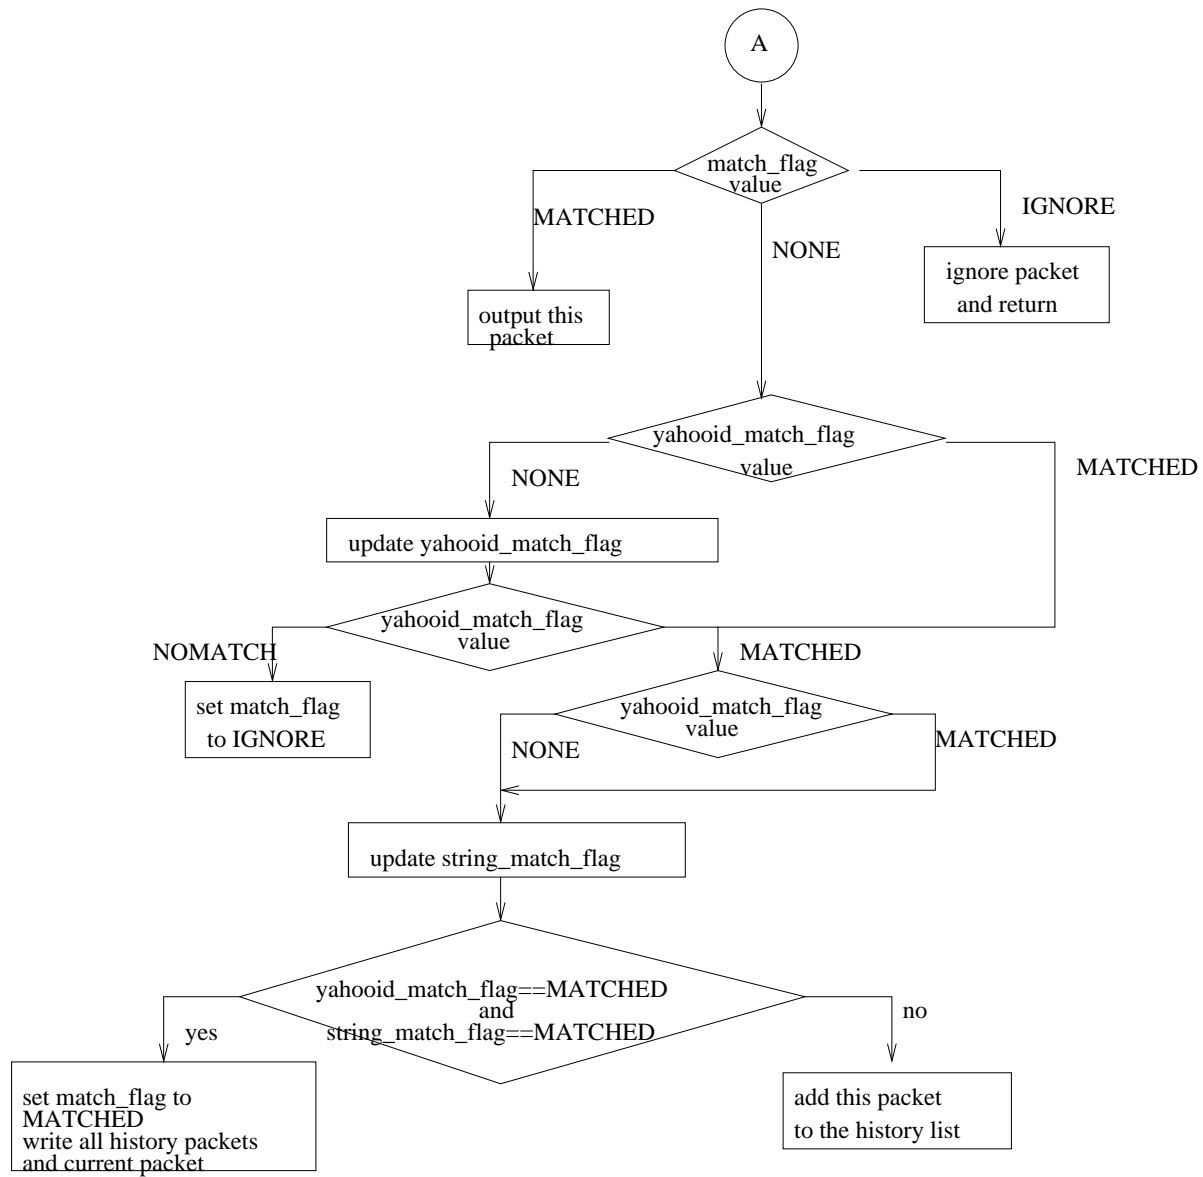 A
match_flag
value
MATCHED
IGNORE
NONE
ignore packet
and return
output this
packet
yahooid_match_flag
value
MATCHED
NONE
update yahooid_match_flag
yahooid_match_flag
value
NOMATCH
MATCHED
set match_flag
to IGNORE
yahooid_match_flag
value
NONE
MATCHED
update string_match_flag
yahooid_match_flag==MATCHED
and
string_match_flag==MATCHED
yes
no
set match_flag to
MATCHED
write all history packets
and current packet
add this packet
to the history list